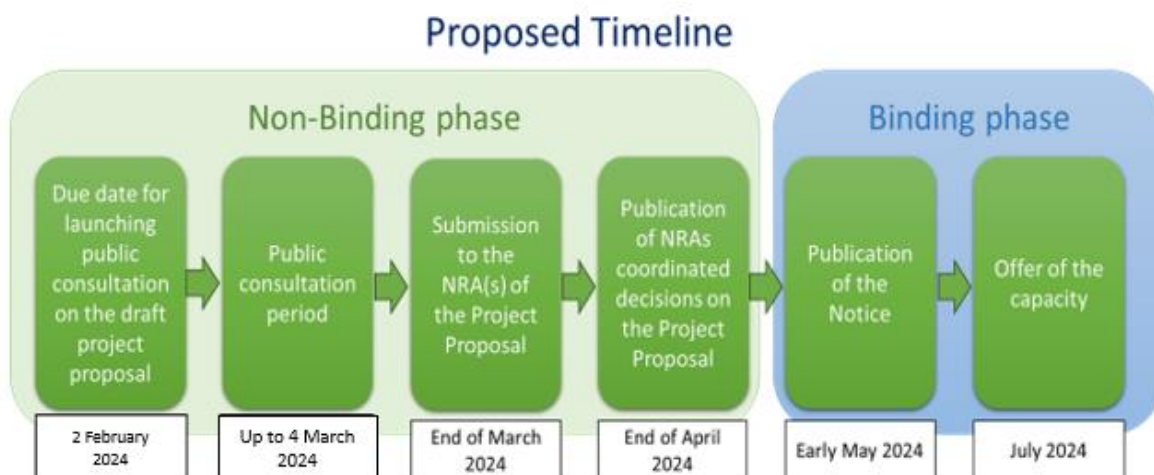 Proposed Timeline
Non-Binding phase
Binding phase
Due date for
launching
public
consultation
on the draft
project
proposal
Public
consultation
period
Submission
to the
NRA(s) of
the Project
Proposal
Publication
of NRAs
coordinated
decisions on
the Project
Proposal
Publication
of the
Notice
Offer of the
capacity
2 February
2024
Up to 4 March
2024
End of March
2024
End of April
2024
Early May 2024
July 2024